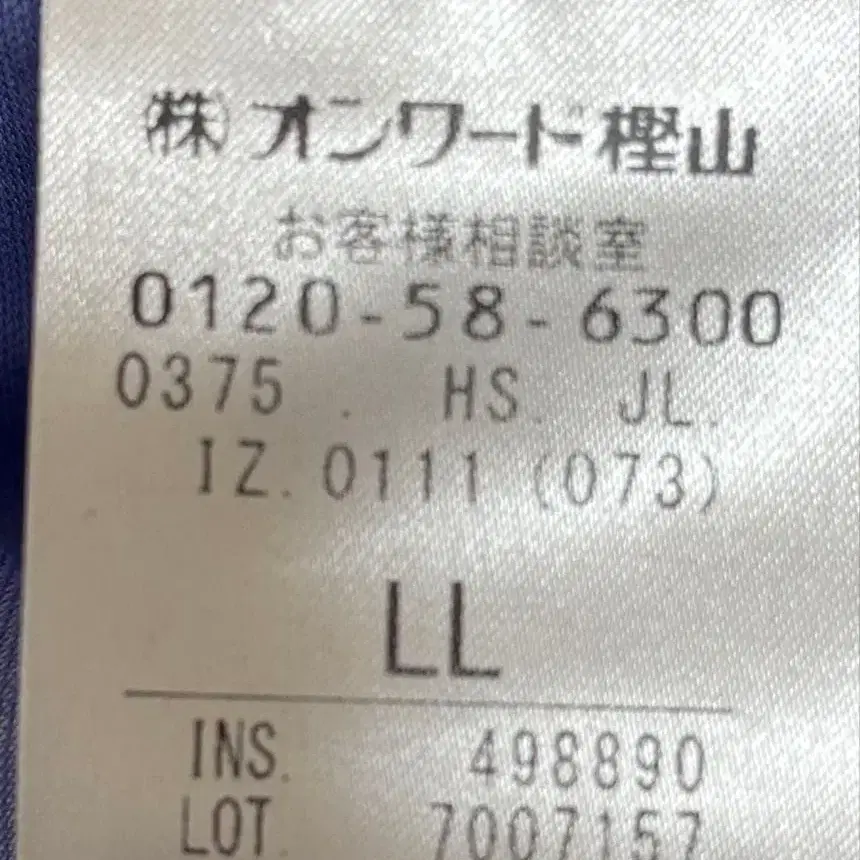 ㈱オンワード樫山
お客様相談室
0120-58-6300
0375 . HS. JL.
IZ. 0111 (073)
LL
INS. 498890
LOT 7007157